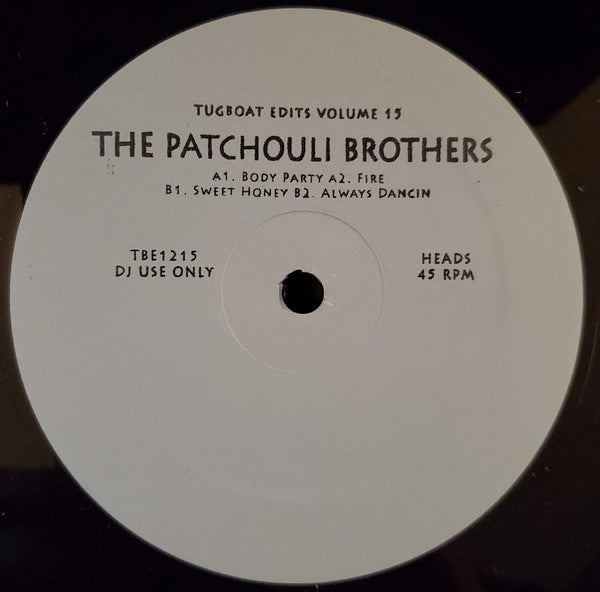 TUGBOAT EDITS VOLUME 15
THE PATCHOULI BROTHERS
A1. BODY PARTY A2. FIRE
B1. SWEET HONEY B2. ALWAYS DANCIN
TBE1215
DJ USE ONLY
HEADS
45 RPM